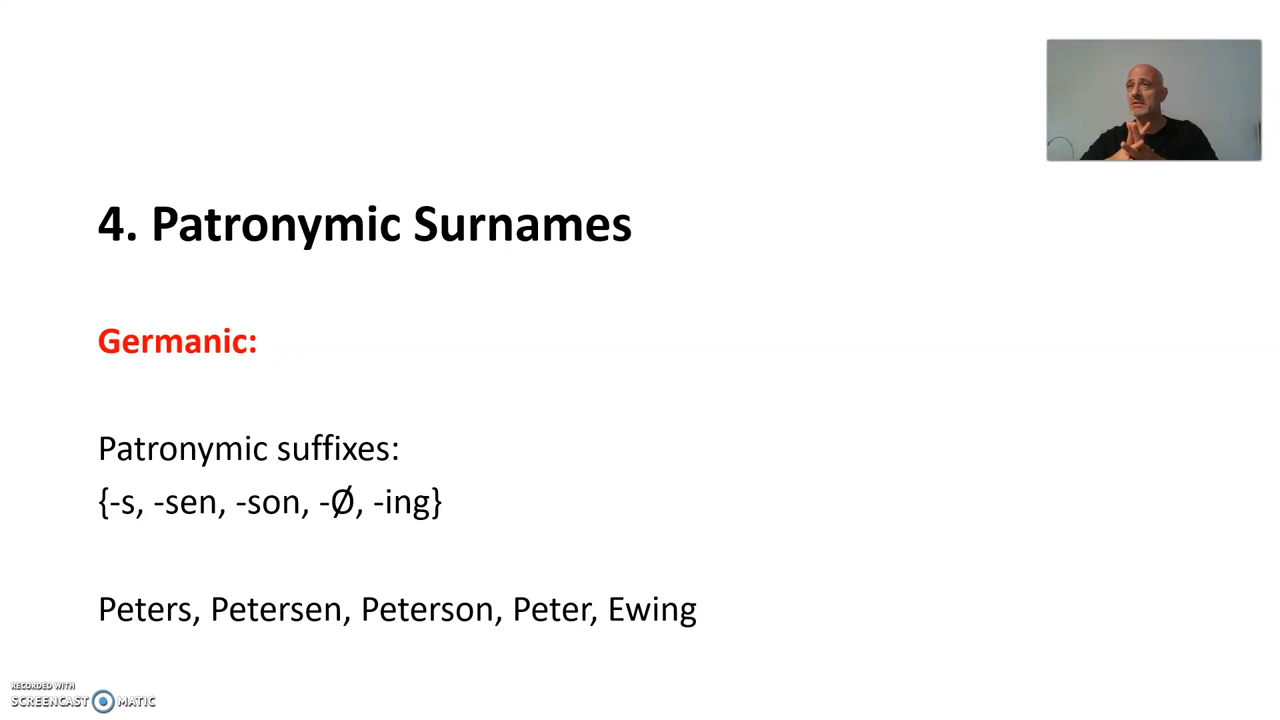 4. Patronymic Surnames
Germanic:
Patronymic suffixes:
{-s, -sen, -son, -Ø, -ing}
Peters, Petersen, Peterson, Peter, Ewing
RECORDED WITH
SCREENCAST MATIC